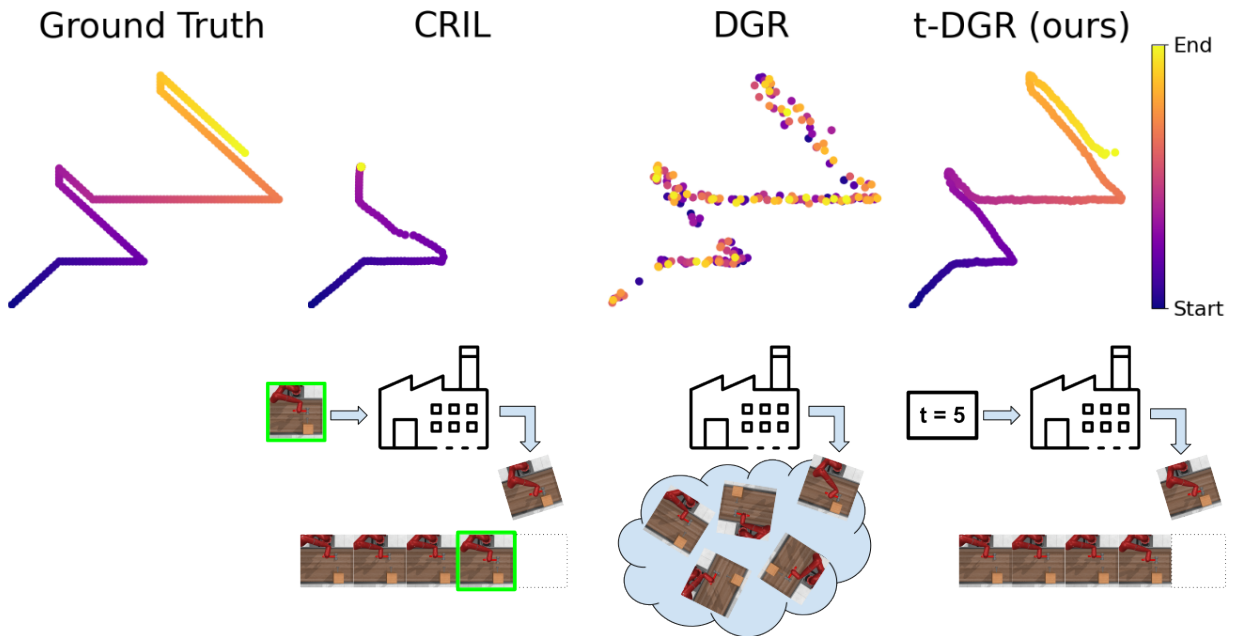 Ground Truth
CRIL
DGR
t-DGR (ours)
End
Start
t = 5